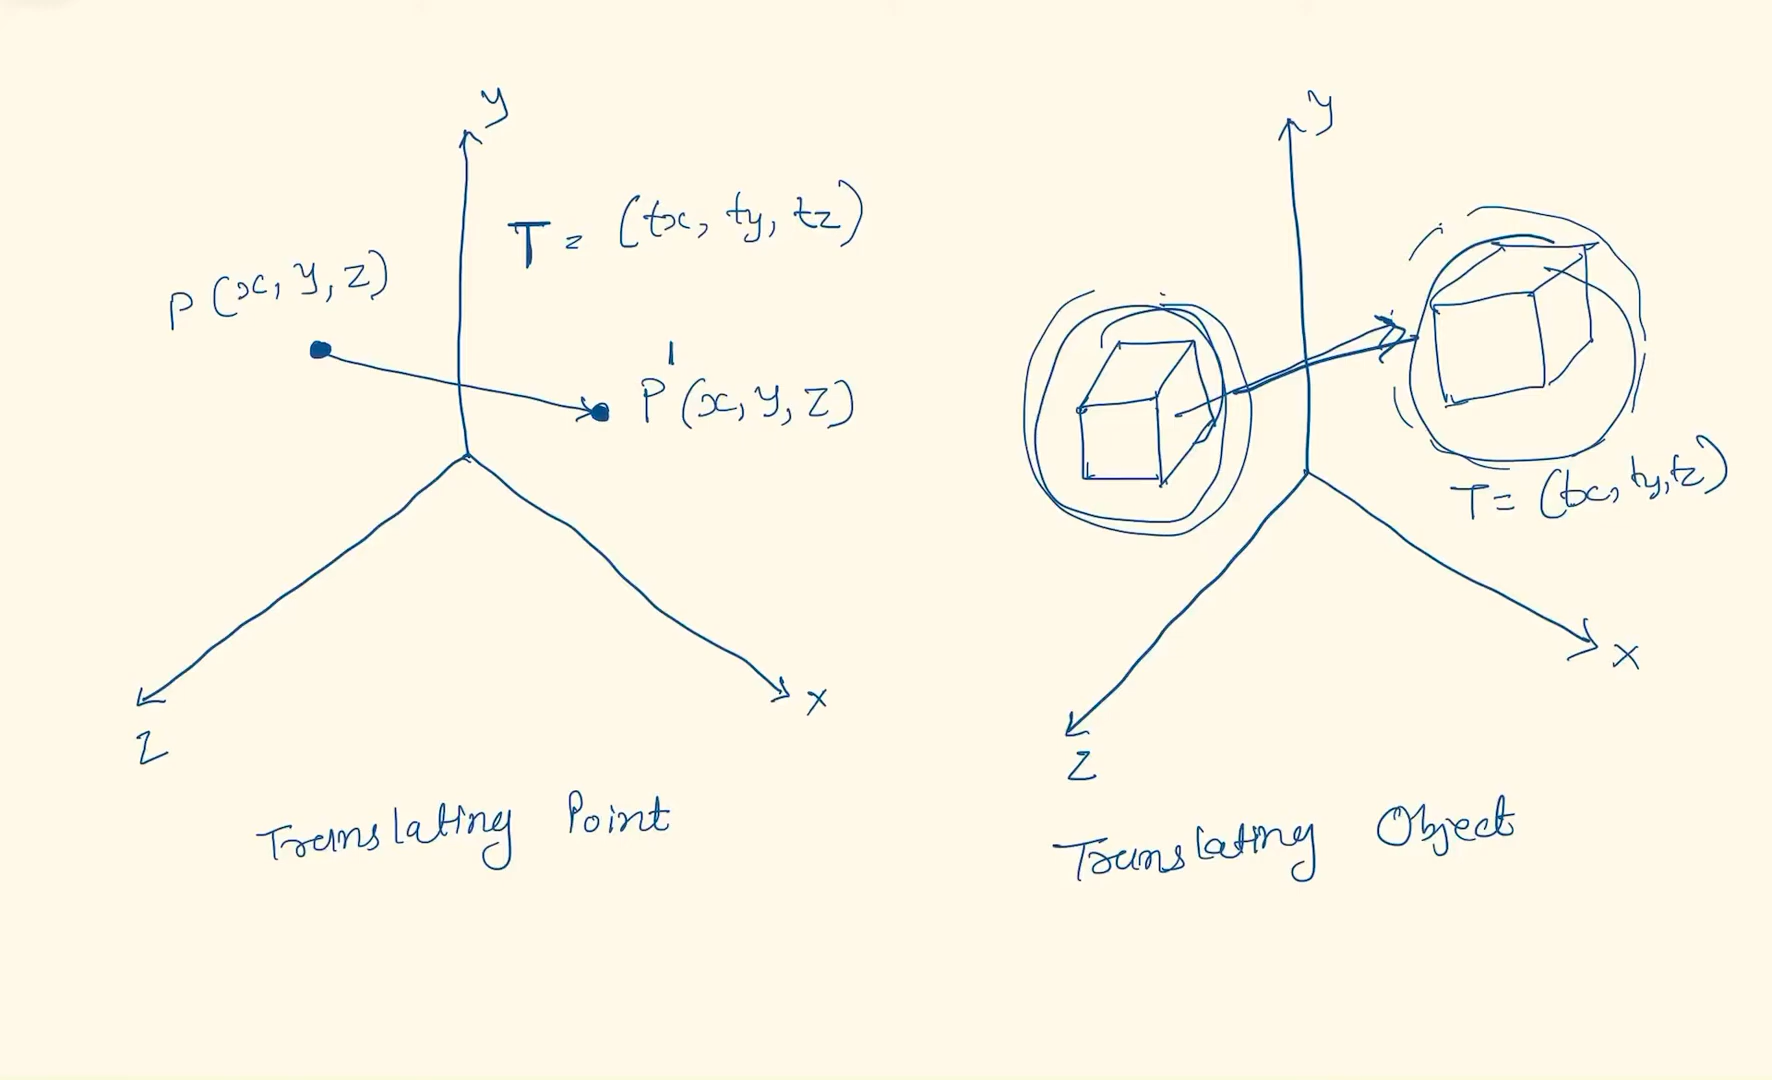 y
T = (tx, ty, tz)
P (x, y, z)
P' (x, y, z)
x
z
Translating Point
y
T = (tx, ty, tz)
x
z
Translating Object